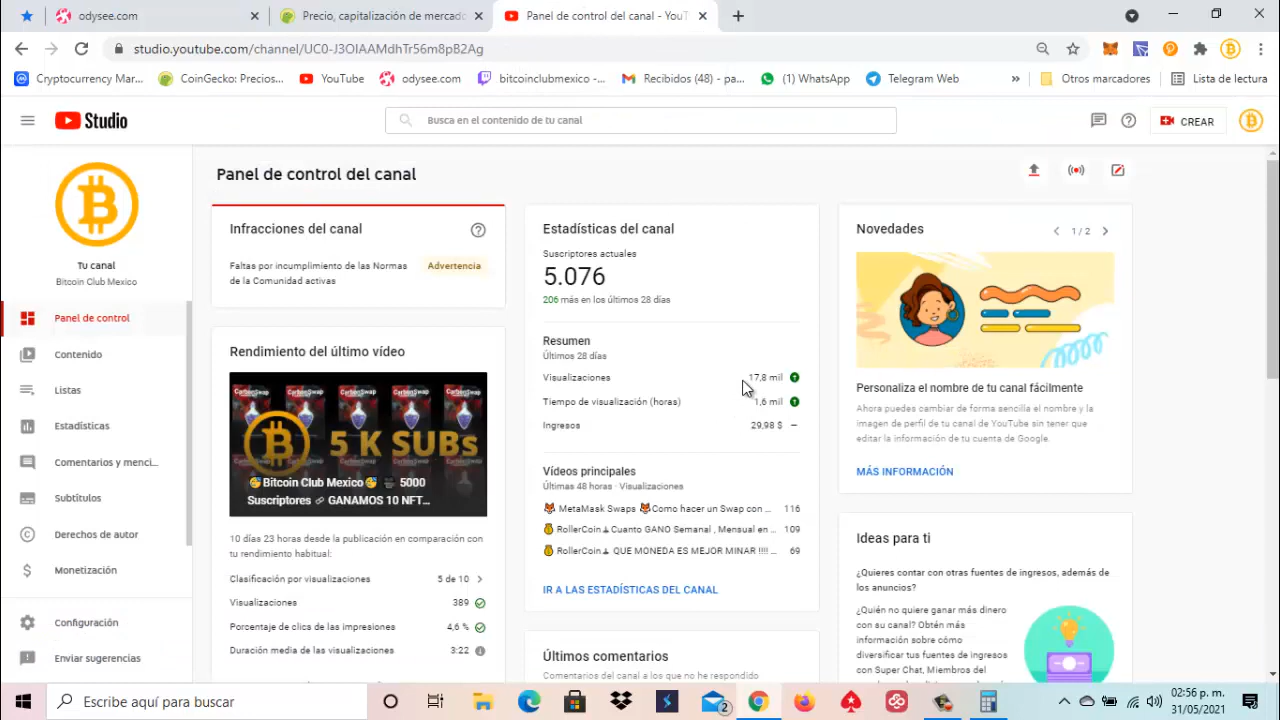 odysee.com
Precio, capitalización de mercado
Panel de control del canal - YouT
studio.youtube.com/channel/UC0-J3OlAAMdhTr56m8pB2Ag
Cryptocurrency Mar...
CoinGecko: Precios...
YouTube
odysee.com
bitcoinclubmexico -...
Recibidos (48) - pa...
(1) WhatsApp
Telegram Web
»
Otros marcadores
Lista de lectura
Studio
Busca en el contenido de tu canal
CREAR
Tu canal
Bitcoin Club Mexico
Panel de control
Contenido
Listas
Estadísticas
Comentarios y menci...
Subtítulos
Derechos de autor
Monetización
Configuración
Enviar sugerencias
Panel de control del canal
Infracciones del canal
Faltas por incumplimiento de las Normas
de la Comunidad activas
Advertencia
Rendimiento del último vídeo
CarbonSwap CarbonSwap CarbonSwap CarbonSwap CarbonSwap
5 K SUBs
🥳Bitcoin Club Mexico🥳 🎬 5000
Suscriptores 🔗 GANAMOS 10 NFT...
10 días 23 horas desde la publicación en comparación con
tu rendimiento habitual:
Clasificación por visualizaciones 5 de 10
Visualizaciones 389
Porcentaje de clics de las impresiones 4,6 %
Duración media de las visualizaciones 3:22
Estadísticas del canal
Suscriptores actuales
5.076
206 más en los últimos 28 días
Resumen
Últimos 28 días
Visualizaciones 17,8 mil
Tiempo de visualización (horas) 1,6 mil
Ingresos 29,98 $ —
Vídeos principales
Últimas 48 horas · Visualizaciones
🦊 MetaMask Swaps 🦊Como hacer un Swap con ... 116
💰 RollerCoin🕹Cuanto GANO Semanal , Mensual en ... 109
💰 RollerCoin🕹 QUE MONEDA ES MEJOR MINAR !!!! ... 69
IR A LAS ESTADÍSTICAS DEL CANAL
Últimos comentarios
Comentarios del canal a los que no he respondido
Novedades
1 / 2
Personaliza el nombre de tu canal fácilmente
Ahora puedes cambiar de forma sencilla el nombre y la
imagen de perfil de tu canal de YouTube sin tener que
editar la información de tu cuenta de Google.
MÁS INFORMACIÓN
Ideas para ti
¿Quieres contar con otras fuentes de ingresos, además de
los anuncios?
¿Quién no quiere ganar más dinero
con su canal? Obtén más
información sobre cómo
diversificar tus fuentes de ingresos
con Super Chat, Miembros del
Escribe aquí para buscar
2
02:56 p. m.
31/05/2021